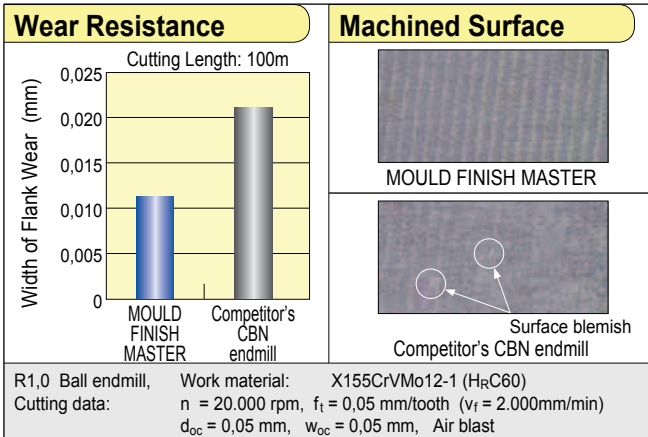 Wear Resistance
Cutting Length: 100m
Width of Flank Wear (mm)
0,025
0,020
0,015
0,010
0,005
0
MOULD
FINISH
MASTER
Competitor's
CBN
endmill
Machined Surface
MOULD FINISH MASTER
Surface blemish
Competitor's CBN endmill
R1,0 Ball endmill, Work material: X155CrVMo12-1 (HRC60)
Cutting data: n = 20.000 rpm, ft = 0,05 mm/tooth (vf = 2.000mm/min)
doc = 0,05 mm, woc = 0,05 mm, Air blast